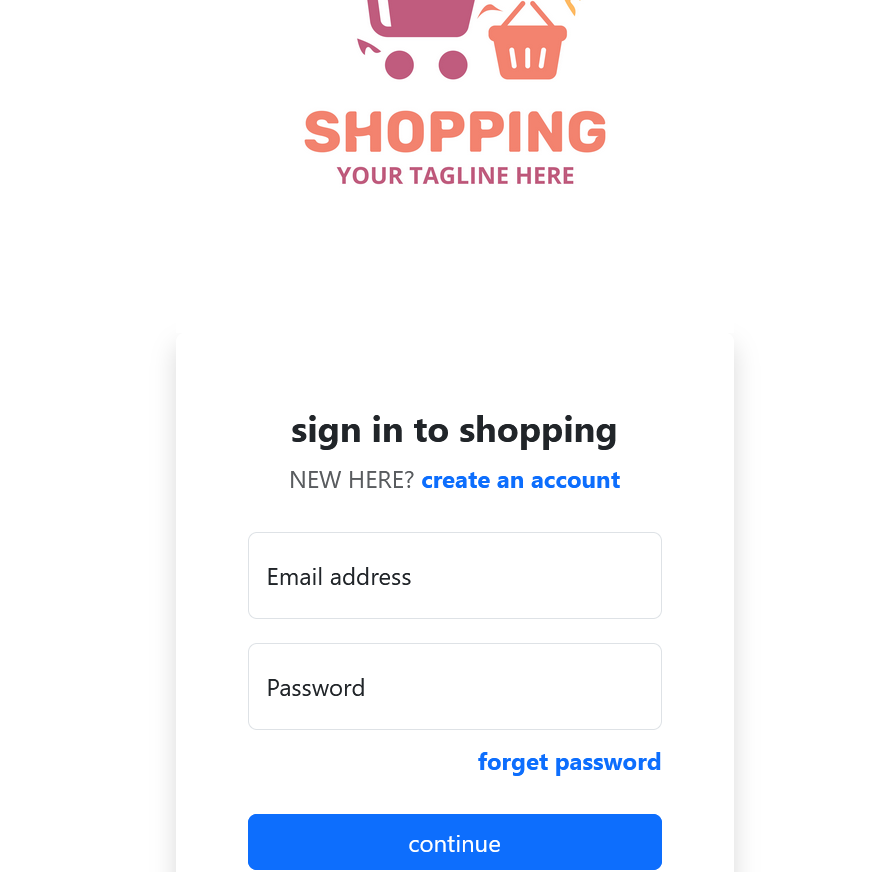 SHOPPING
YOUR TAGLINE HERE
sign in to shopping
NEW HERE? create an account
Email address
Password
forget password
continue